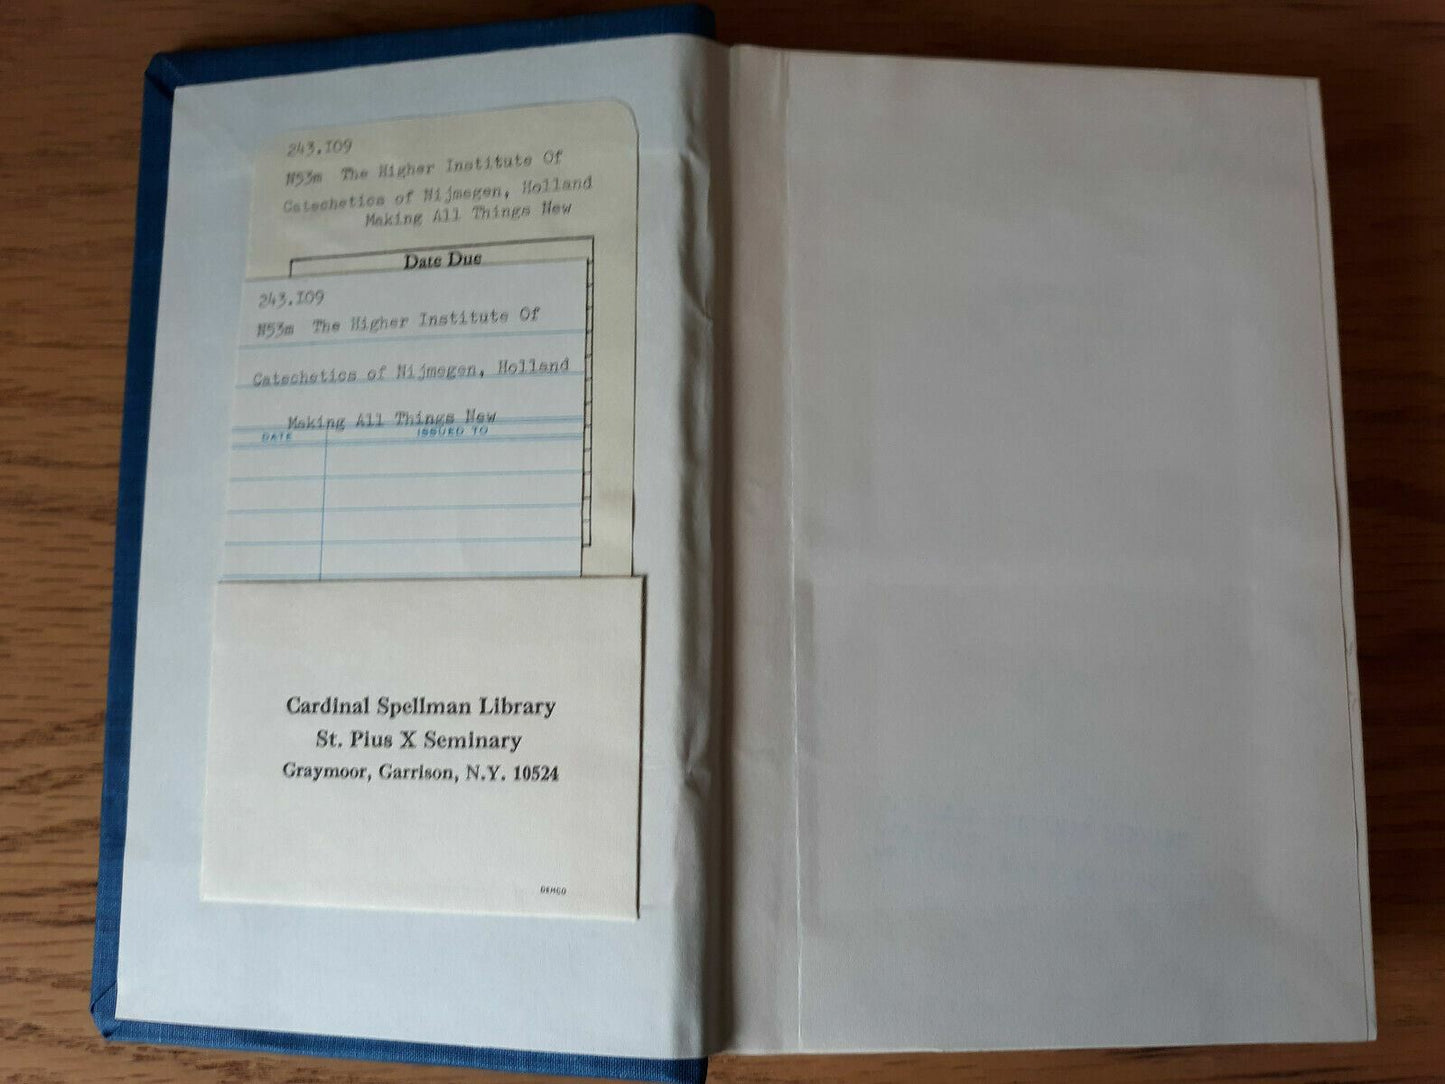 243.I09
N53m The Higher Institute Of
Catechetics of Nijmegen, Holland
Making All Things New
Date Due
243.I09
N53m The Higher Institute Of
Catechetics of Nijmegen, Holland
Making All Things New
DATE ISSUED TO
Cardinal Spellman Library
St. Pius X Seminary
Graymoor, Garrison, N.Y. 10524
DEMCO